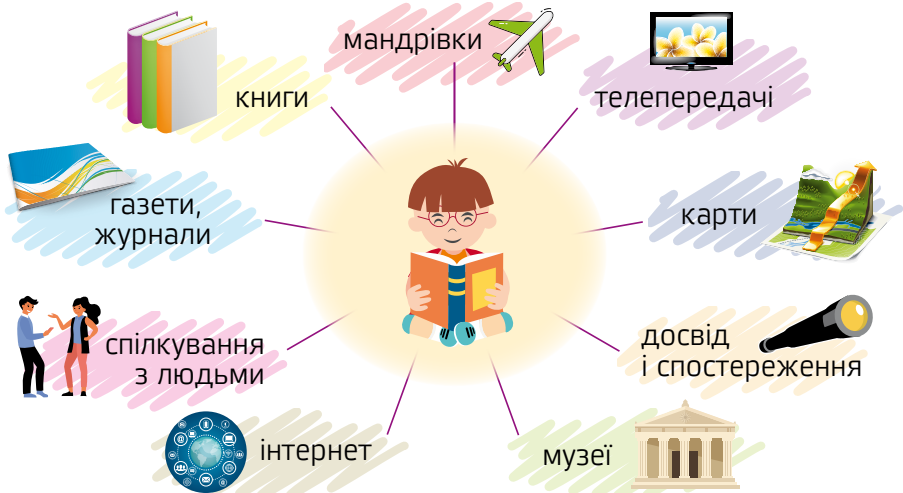 мандрівки
книги
телепередачі
газети,
журнали
карти
спілкування
з людьми
досвід
і спостереження
інтернет
музеї